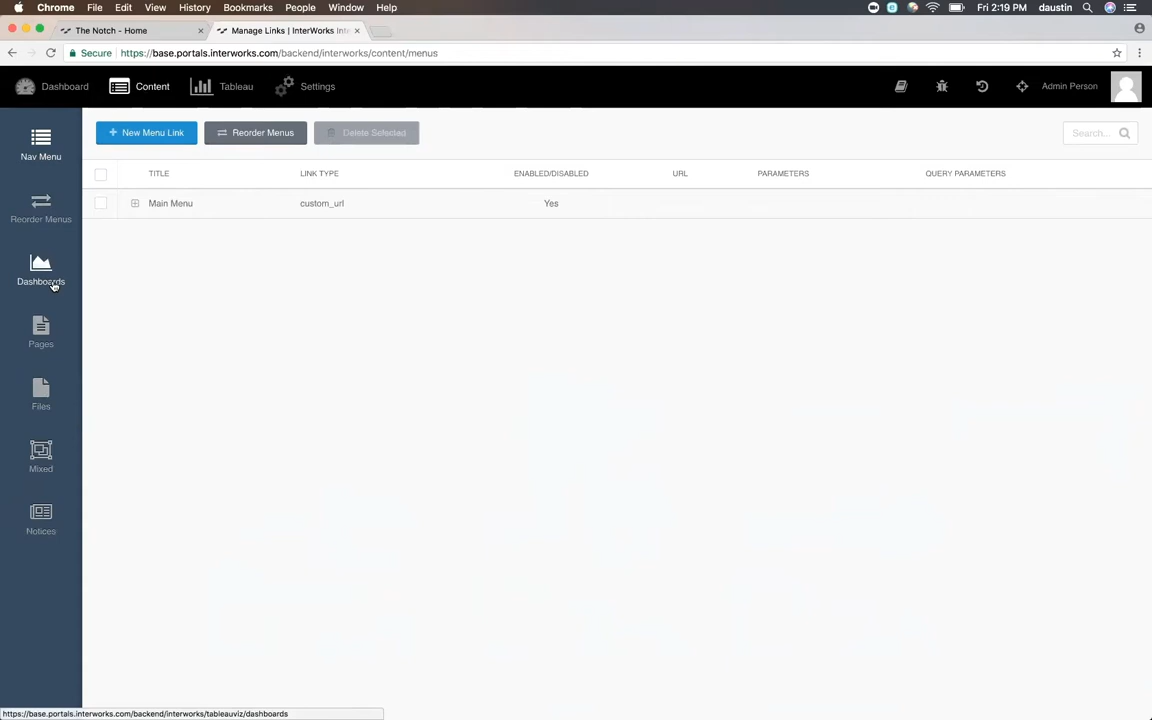 Chrome File Edit View History Bookmarks People Window Help Fri 2:19 PM daustin
The Notch - Home Manage Links | InterWorks Int
Secure https://base.portals.interworks.com/backend/interworks/content/menus
Dashboard Content Tableau Settings Admin Person
Nav Menu
Reorder Menus
Dashboards
Pages
Files
Mixed
Notices
+ New Menu Link Reorder Menus Delete Selected Search...
TITLE LINK TYPE ENABLED/DISABLED URL PARAMETERS QUERY PARAMETERS
Main Menu custom_url Yes
https://base.portals.interworks.com/backend/interworks/tableauviz/dashboards